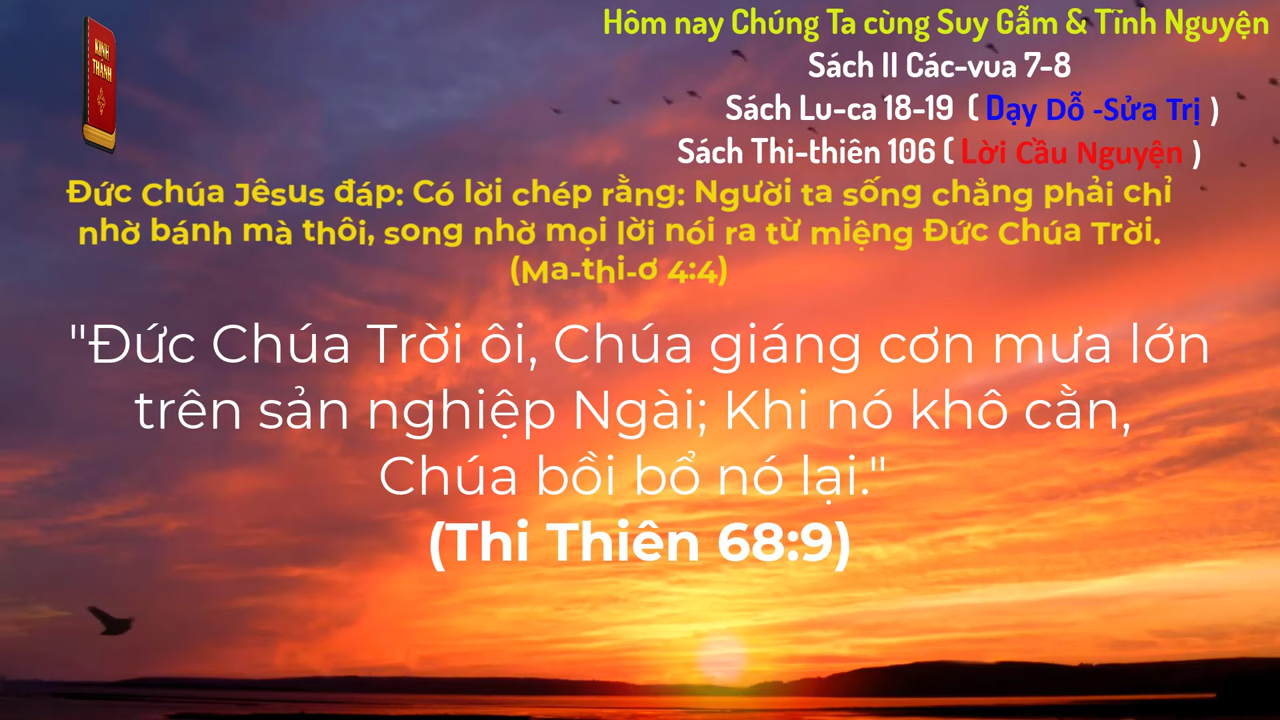 KINH
THÁNH
Hôm nay Chúng Ta cùng Suy Gẫm & Tĩnh Nguyện
Sách II Các-vua 7-8
Sách Lu-ca 18-19 ( Dạy Dỗ -Sửa Trị )
Sách Thi-thiên 106 ( Lời Cầu Nguyện )
Đức Chúa Jêsus đáp: Có lời chép rằng: Người ta sống chẳng phải chỉ
nhờ bánh mà thôi, song nhờ mọi lời nói ra từ miệng Đức Chúa Trời.
(Ma-thi-ơ 4:4)
"Đức Chúa Trời ôi, Chúa giáng cơn mưa lớn
trên sản nghiệp Ngài; Khi nó khô cằn,
Chúa bồi bổ nó lại."
(Thi Thiên 68:9)